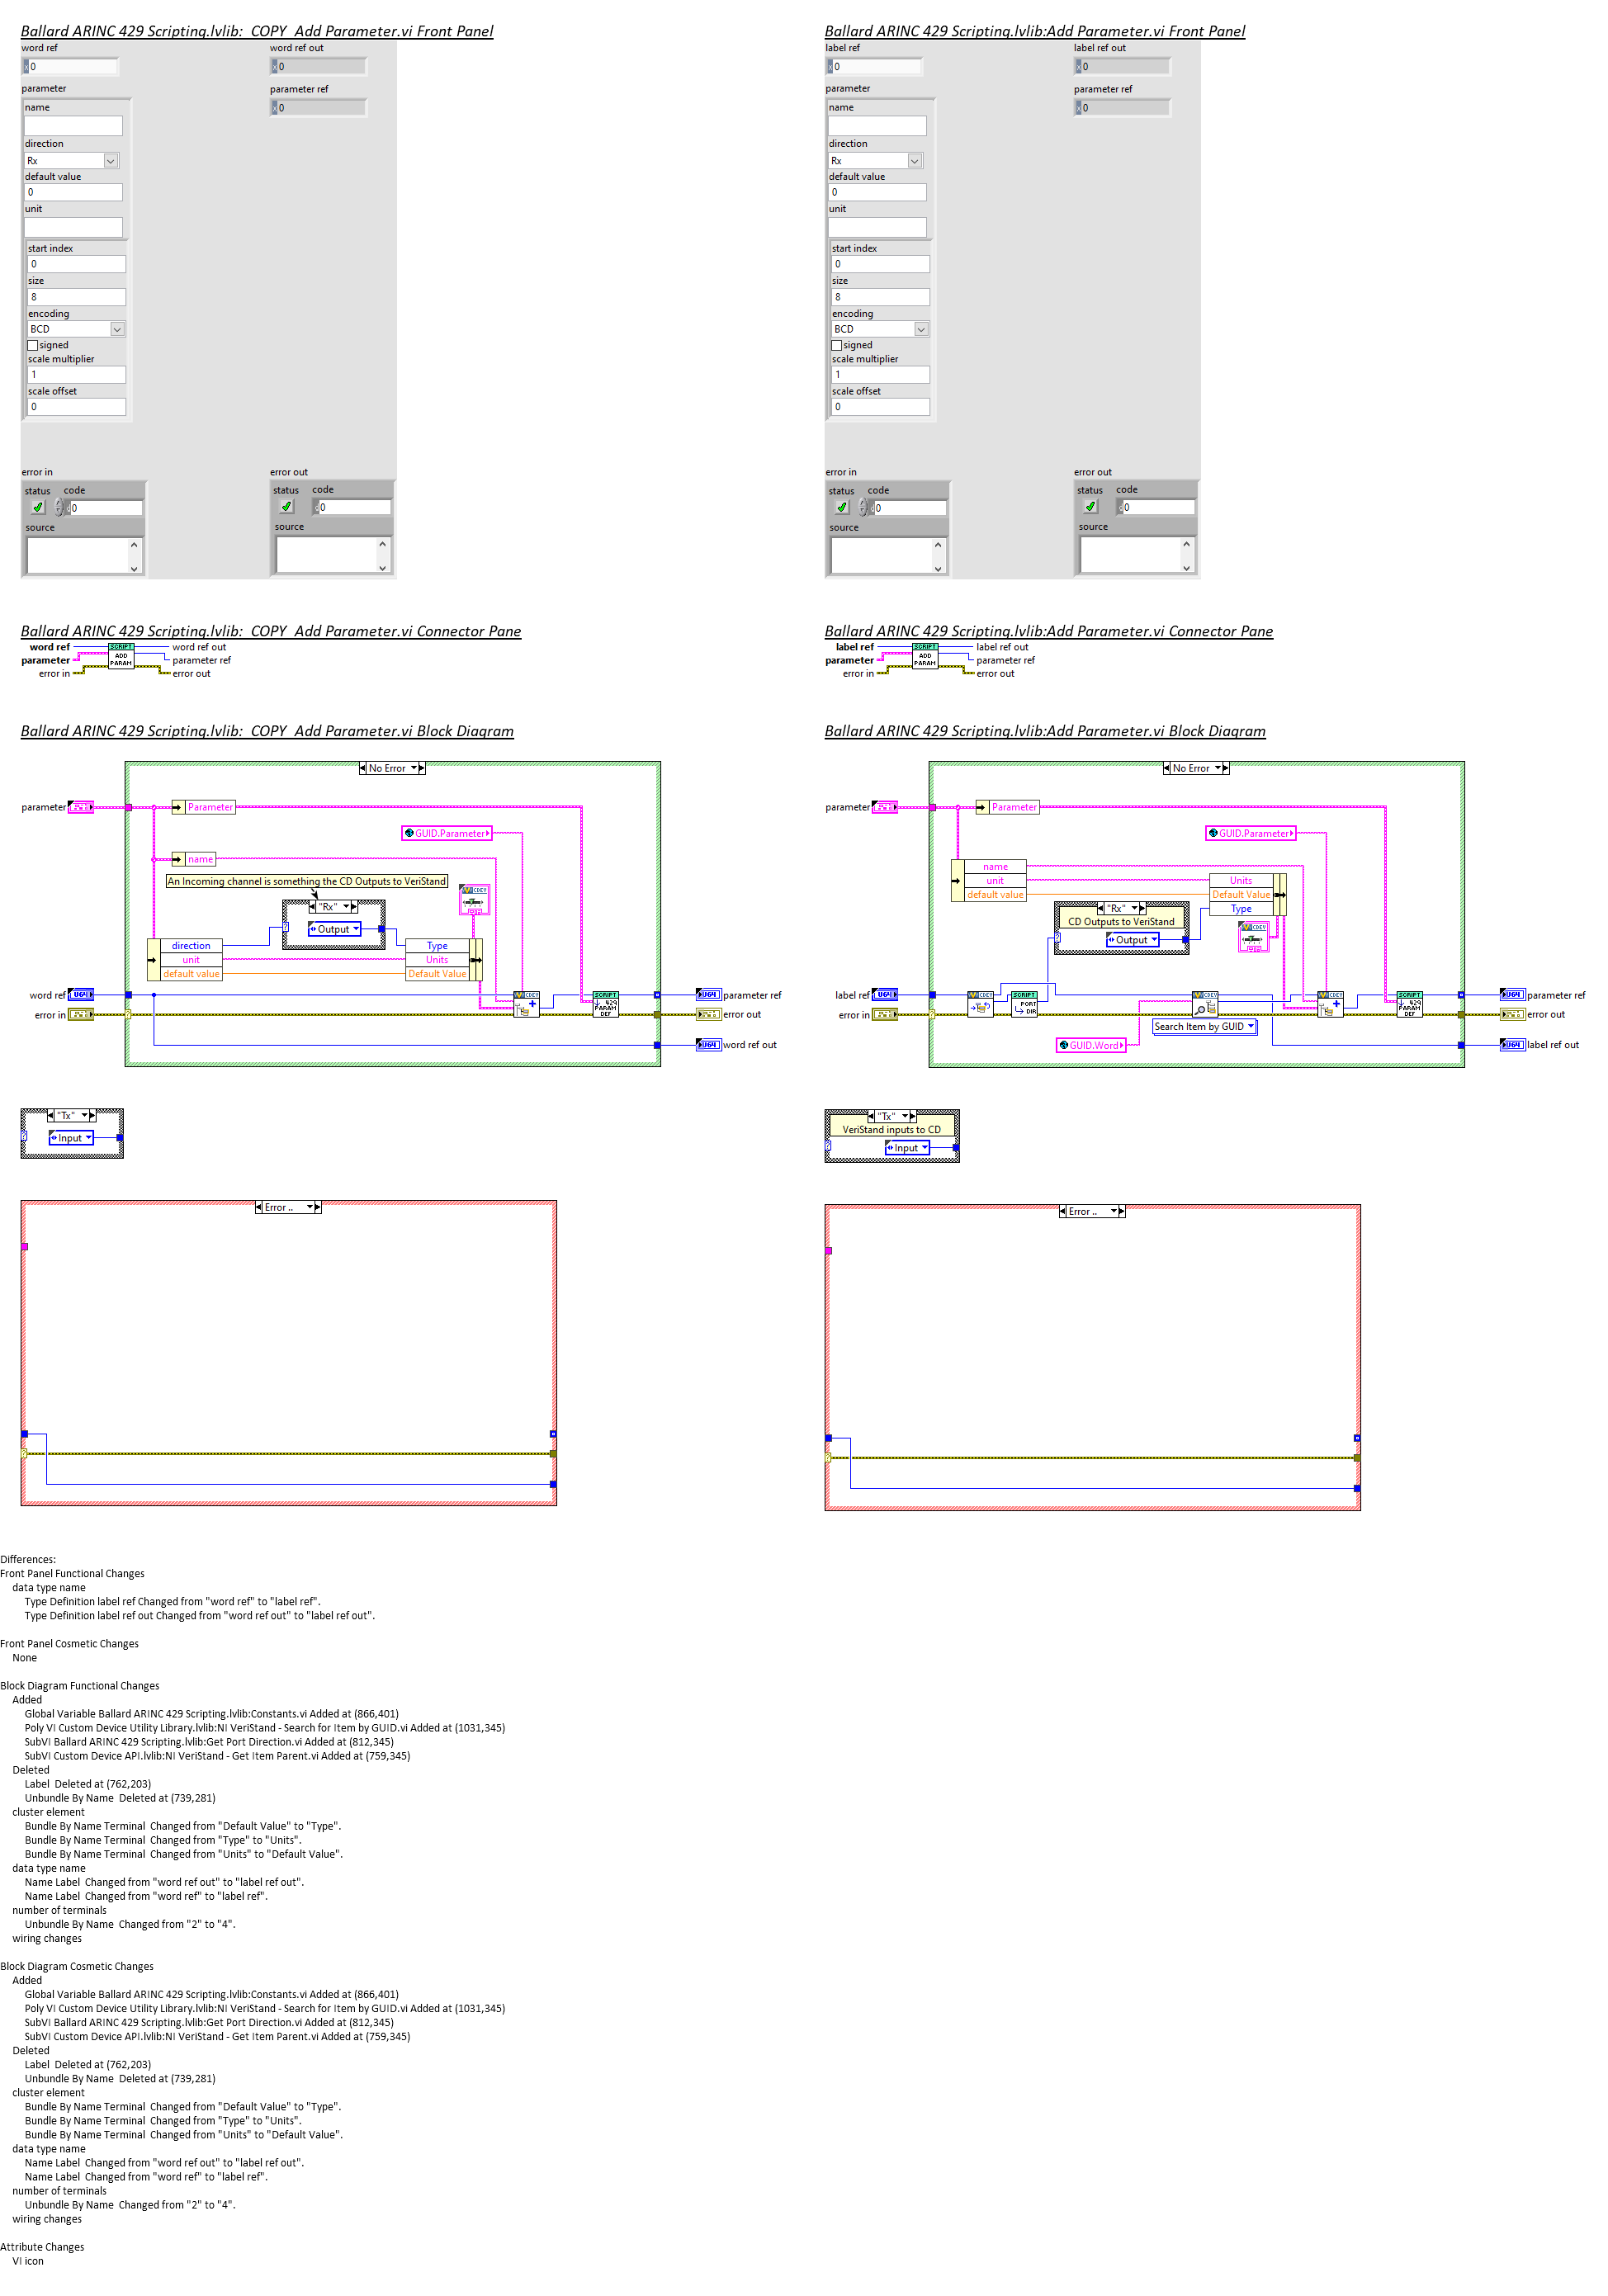 Ballard ARINC 429 Scripting.lvlib:  COPY  Add Parameter.vi Front Panel
word ref
word ref out
0
0
parameter
parameter ref
0
name
direction
Rx
default value
0
unit
start index
0
size
8
encoding
BCD
signed
scale multiplier
1
scale offset
0
error in
error out
status code
status code
0
0
source
source
Ballard ARINC 429 Scripting.lvlib:Add Parameter.vi Front Panel
label ref
label ref out
0
0
parameter
parameter ref
0
name
direction
Rx
default value
0
unit
start index
0
size
8
encoding
BCD
signed
scale multiplier
1
scale offset
0
error in
error out
status code
status code
0
0
source
source
Ballard ARINC 429 Scripting.lvlib:  COPY  Add Parameter.vi Connector Pane
word ref
SCRIPT
word ref out
parameter
ADD PARAM
parameter ref
error in
error out
Ballard ARINC 429 Scripting.lvlib:Add Parameter.vi Connector Pane
label ref
SCRIPT
label ref out
parameter
ADD PARAM
parameter ref
error in
error out
Ballard ARINC 429 Scripting.lvlib:  COPY  Add Parameter.vi Block Diagram
No Error
parameter
Parameter
GUID.Parameter
name
An Incoming channel is something the CD Outputs to VeriStand
"Rx"
CDEV
Output
direction
Type
unit
Units
default value
Default Value
word ref
U64
CDEV
SCRIPT
429 PARAM DEF
U64
parameter ref
error in
error out
U64
word ref out
"Tx"
Input
Error ..
Ballard ARINC 429 Scripting.lvlib:Add Parameter.vi Block Diagram
No Error
parameter
Parameter
GUID.Parameter
name
unit
Units
default value
Default Value
"Rx"
Type
CD Outputs to VeriStand
CDEV
Output
label ref
U64
CDEV
SCRIPT
PORT DIR
CDEV
CDEV
SCRIPT
429 PARAM DEF
U64
parameter ref
error in
error out
Search Item by GUID
GUID.Word
U64
label ref out
"Tx"
VeriStand inputs to CD
Input
Error ..
Differences:
Front Panel Functional Changes
data type name
Type Definition label ref Changed from "word ref" to "label ref".
Type Definition label ref out Changed from "word ref out" to "label ref out".
Front Panel Cosmetic Changes
None
Block Diagram Functional Changes
Added
Global Variable Ballard ARINC 429 Scripting.lvlib:Constants.vi Added at (866,401)
Poly VI Custom Device Utility Library.lvlib:NI VeriStand - Search for Item by GUID.vi Added at (1031,345)
SubVI Ballard ARINC 429 Scripting.lvlib:Get Port Direction.vi Added at (812,345)
SubVI Custom Device API.lvlib:NI VeriStand - Get Item Parent.vi Added at (759,345)
Deleted
Label  Deleted at (762,203)
Unbundle By Name  Deleted at (739,281)
cluster element
Bundle By Name Terminal  Changed from "Default Value" to "Type".
Bundle By Name Terminal  Changed from "Type" to "Units".
Bundle By Name Terminal  Changed from "Units" to "Default Value".
data type name
Name Label  Changed from "word ref out" to "label ref out".
Name Label  Changed from "word ref" to "label ref".
number of terminals
Unbundle By Name  Changed from "2" to "4".
wiring changes
Block Diagram Cosmetic Changes
Added
Global Variable Ballard ARINC 429 Scripting.lvlib:Constants.vi Added at (866,401)
Poly VI Custom Device Utility Library.lvlib:NI VeriStand - Search for Item by GUID.vi Added at (1031,345)
SubVI Ballard ARINC 429 Scripting.lvlib:Get Port Direction.vi Added at (812,345)
SubVI Custom Device API.lvlib:NI VeriStand - Get Item Parent.vi Added at (759,345)
Deleted
Label  Deleted at (762,203)
Unbundle By Name  Deleted at (739,281)
cluster element
Bundle By Name Terminal  Changed from "Default Value" to "Type".
Bundle By Name Terminal  Changed from "Type" to "Units".
Bundle By Name Terminal  Changed from "Units" to "Default Value".
data type name
Name Label  Changed from "word ref out" to "label ref out".
Name Label  Changed from "word ref" to "label ref".
number of terminals
Unbundle By Name  Changed from "2" to "4".
wiring changes
Attribute Changes
VI icon